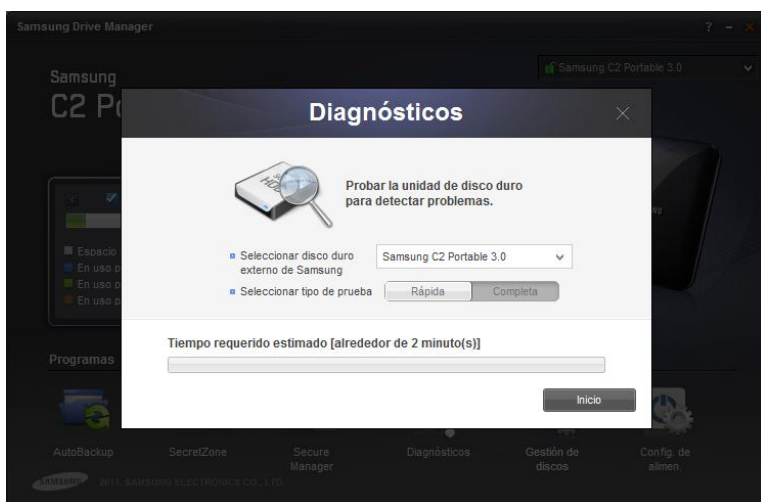 Samsung Drive Manager
Samsung C2 Portable 3.0
Samsung
C2 Po
Diagnósticos
Probar la unidad de disco duro
para detectar problemas.
Seleccionar disco duro
externo de Samsung
Samsung C2 Portable 3.0
Seleccionar tipo de prueba
Rápida
Completa
Espacio
En uso p
En uso p
En uso p
Tiempo requerido estimado [alrededor de 2 minuto(s)]
Inicio
Programas
AutoBackup
SecretZone
Secure
Manager
Diagnósticos
Gestión de
discos
Config. de
alimen.
SAMSUNG 2011, SAMSUNG ELECTRONICS CO., LTD.